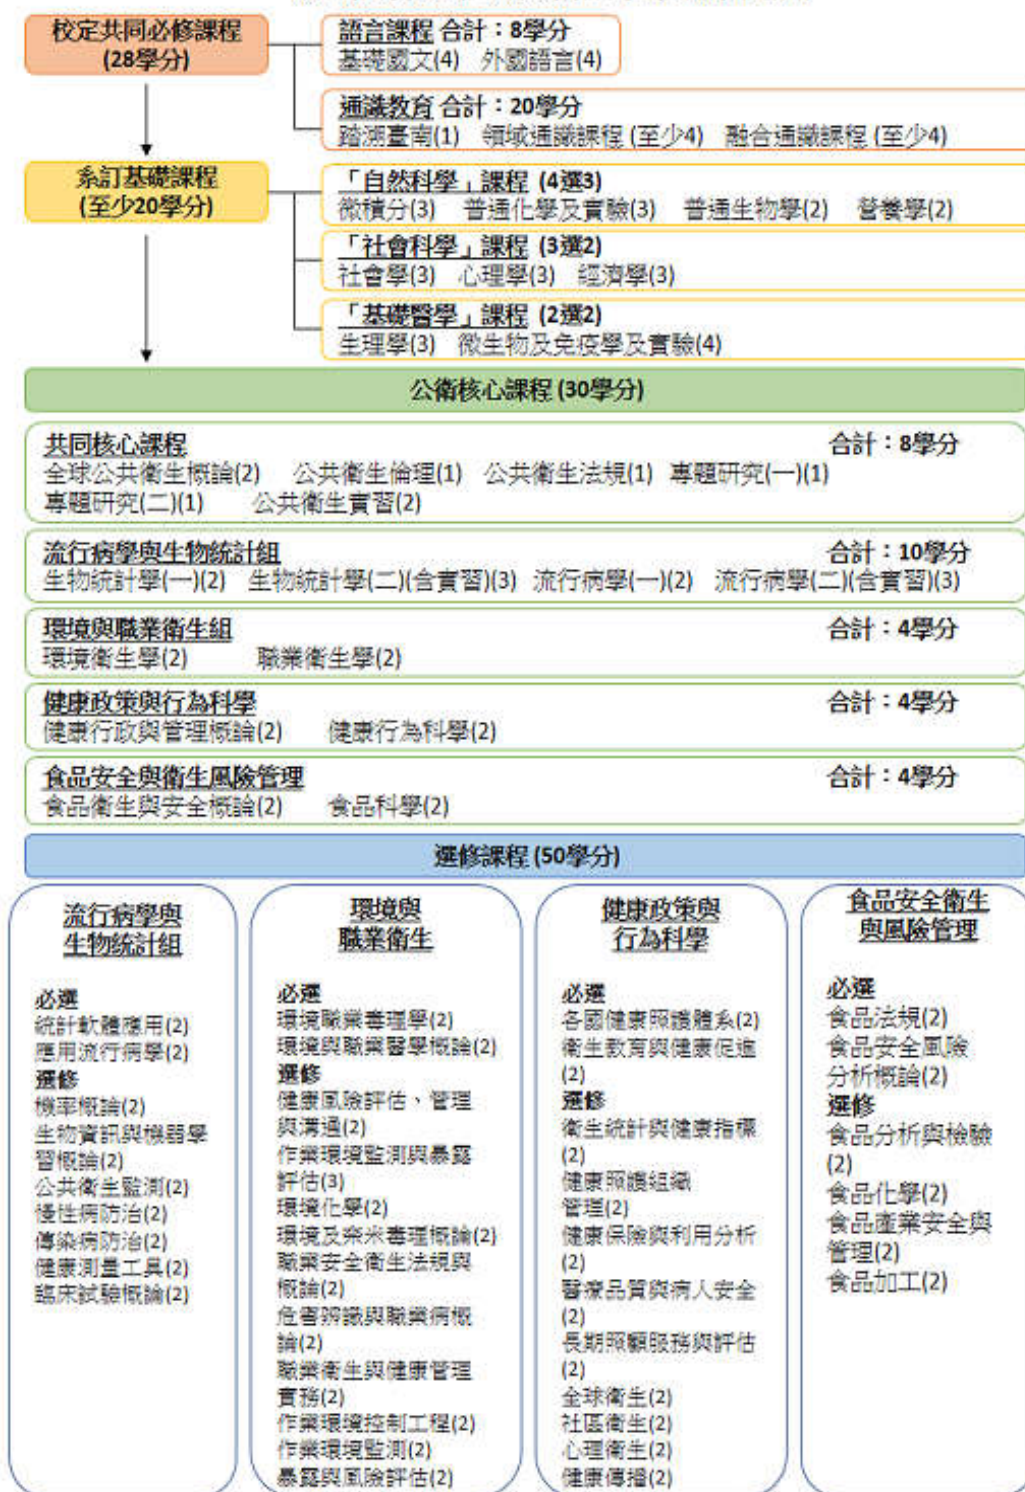 校定共同必修課程
(28學分)
語言課程 合計：8學分
基礎國文(4) 外國語言(4)
通識教育 合計：20學分
踏溯臺南(1) 領域通識課程 (至少4) 融合通識課程 (至少4)
系訂基礎課程
(至少20學分)
「自然科學」課程 (4選3)
微積分(3) 普通化學及實驗(3) 普通生物學(2) 營養學(2)
「社會科學」課程 (3選2)
社會學(3) 心理學(3) 經濟學(3)
「基礎醫學」課程 (2選2)
生理學(3) 微生物及免疫學及實驗(4)
公衛核心課程 (30學分)
共同核心課程 合計：8學分
全球公共衛生概論(2) 公共衛生倫理(1) 公共衛生法規(1) 專題研究(一)(1)
專題研究(二)(1) 公共衛生實習(2)
流行病學與生物統計組 合計：10學分
生物統計學(一)(2) 生物統計學(二)(含實習)(3) 流行病學(一)(2) 流行病學(二)(含實習)(3)
環境與職業衛生組 合計：4學分
環境衛生學(2) 職業衛生學(2)
健康政策與行為科學 合計：4學分
健康行政與管理概論(2) 健康行為科學(2)
食品安全與衛生風險管理 合計：4學分
食品衛生與安全概論(2) 食品科學(2)
選修課程 (50學分)
流行病學與
生物統計組
必選
統計軟體應用(2)
應用流行病學(2)
選修
機率概論(2)
生物資訊與機器學
習概論(2)
公共衛生監測(2)
慢性病防治(2)
傳染病防治(2)
健康測量工具(2)
臨床試驗概論(2)
環境與
職業衛生
必選
環境職業毒理學(2)
環境與職業醫學概論(2)
選修
健康風險評估、管理
與溝通(2)
作業環境監測與暴露
評估(3)
環境化學(2)
環境及奈米毒理概論(2)
職業安全衛生法規與
概論(2)
危害辨識與職業病概
論(2)
職業衛生與健康管理
實務(2)
作業環境控制工程(2)
作業環境監測(2)
暴露與風險評估(2)
健康政策與
行為科學
必選
各國健康照護體系(2)
衛生教育與健康促進
(2)
選修
衛生統計與健康指標
(2)
健康照護組織
管理(2)
健康保險與利用分析
(2)
醫療品質與病人安全
(2)
長期照顧服務與評估
(2)
全球衛生(2)
社區衛生(2)
心理衛生(2)
健康傳播(2)
食品安全衛生
與風險管理
必選
食品法規(2)
食品安全風險
分析概論(2)
選修
食品分析與檢驗
(2)
食品化學(2)
食品產業安全與
管理(2)
食品加工(2)